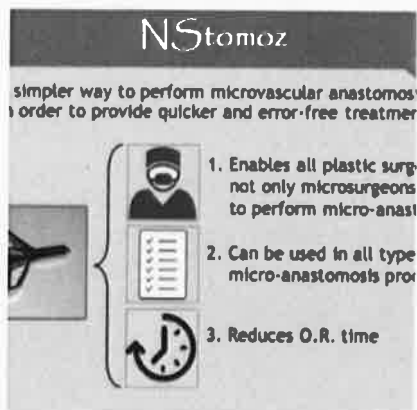 NStomoz
simpler way to perform microvascular anastomos
order to provide quicker and error-free treatmen
1. Enables all plastic surg
not only microsurgeons
to perform micro-anas
2. Can be used in all type
micro-anastomosis pro
3. Reduces O.R. time